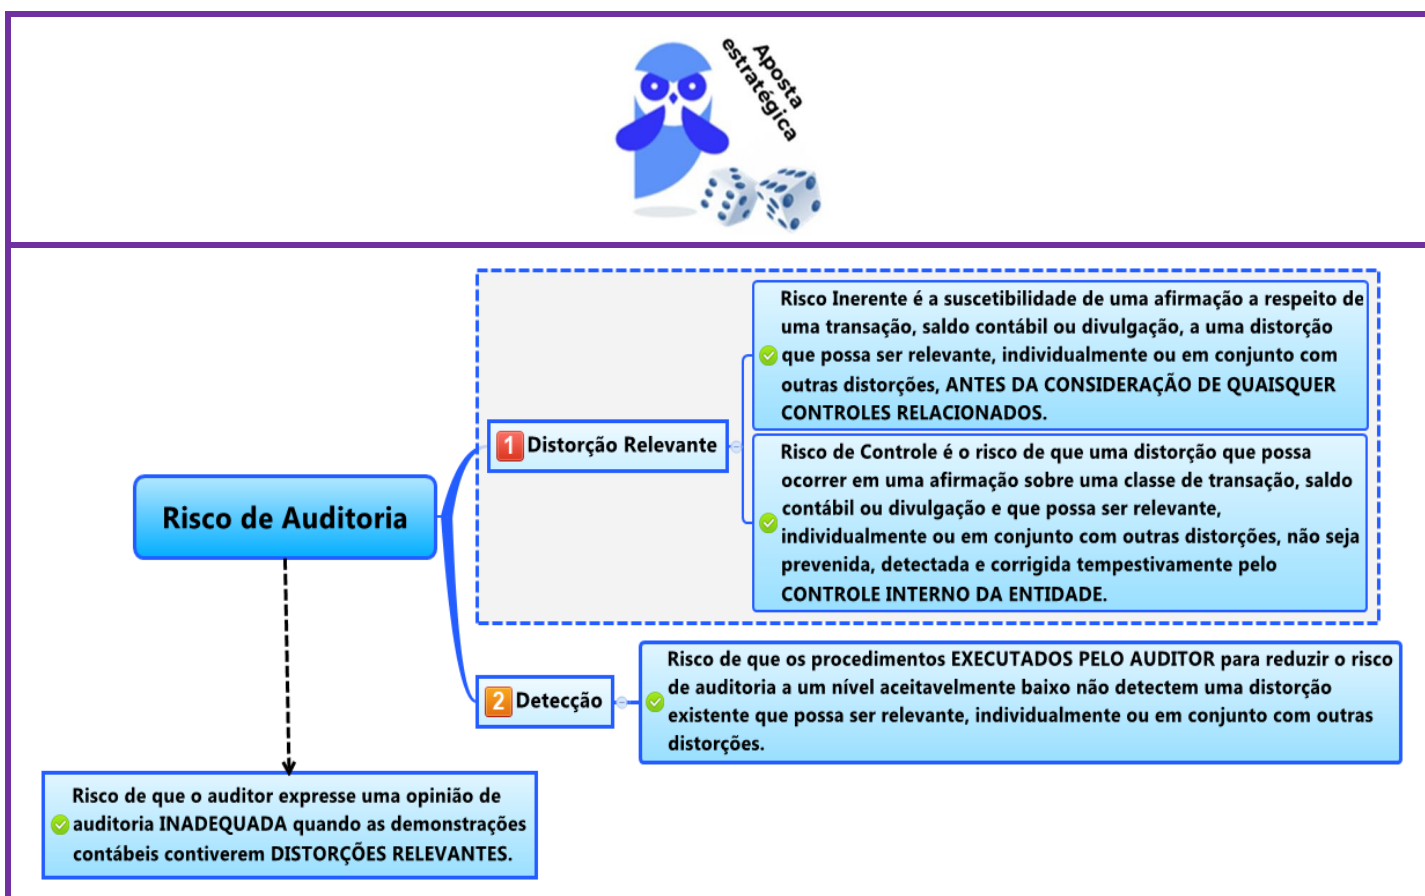 Aposta
estratégica
Risco Inerente é a suscetibilidade de uma afirmação a respeito de
uma transação, saldo contábil ou divulgação, a uma distorção
que possa ser relevante, individualmente ou em conjunto com
outras distorções, ANTES DA CONSIDERAÇÃO DE QUAISQUER
CONTROLES RELACIONADOS.
1 Distorção Relevante
Risco de Controle é o risco de que uma distorção que possa
ocorrer em uma afirmação sobre uma classe de transação, saldo
contábil ou divulgação e que possa ser relevante,
individualmente ou em conjunto com outras distorções, não seja
prevenida, detectada e corrigida tempestivamente pelo
CONTROLE INTERNO DA ENTIDADE.
Risco de Auditoria
Risco de que os procedimentos EXECUTADOS PELO AUDITOR para reduzir o risco
de auditoria a um nível aceitavelmente baixo não detectem uma distorção
existente que possa ser relevante, individualmente ou em conjunto com outras
distorções.
2 Detecção
Risco de que o auditor expresse uma opinião de
auditoria INADEQUADA quando as demonstrações
contábeis contiverem DISTORÇÕES RELEVANTES.